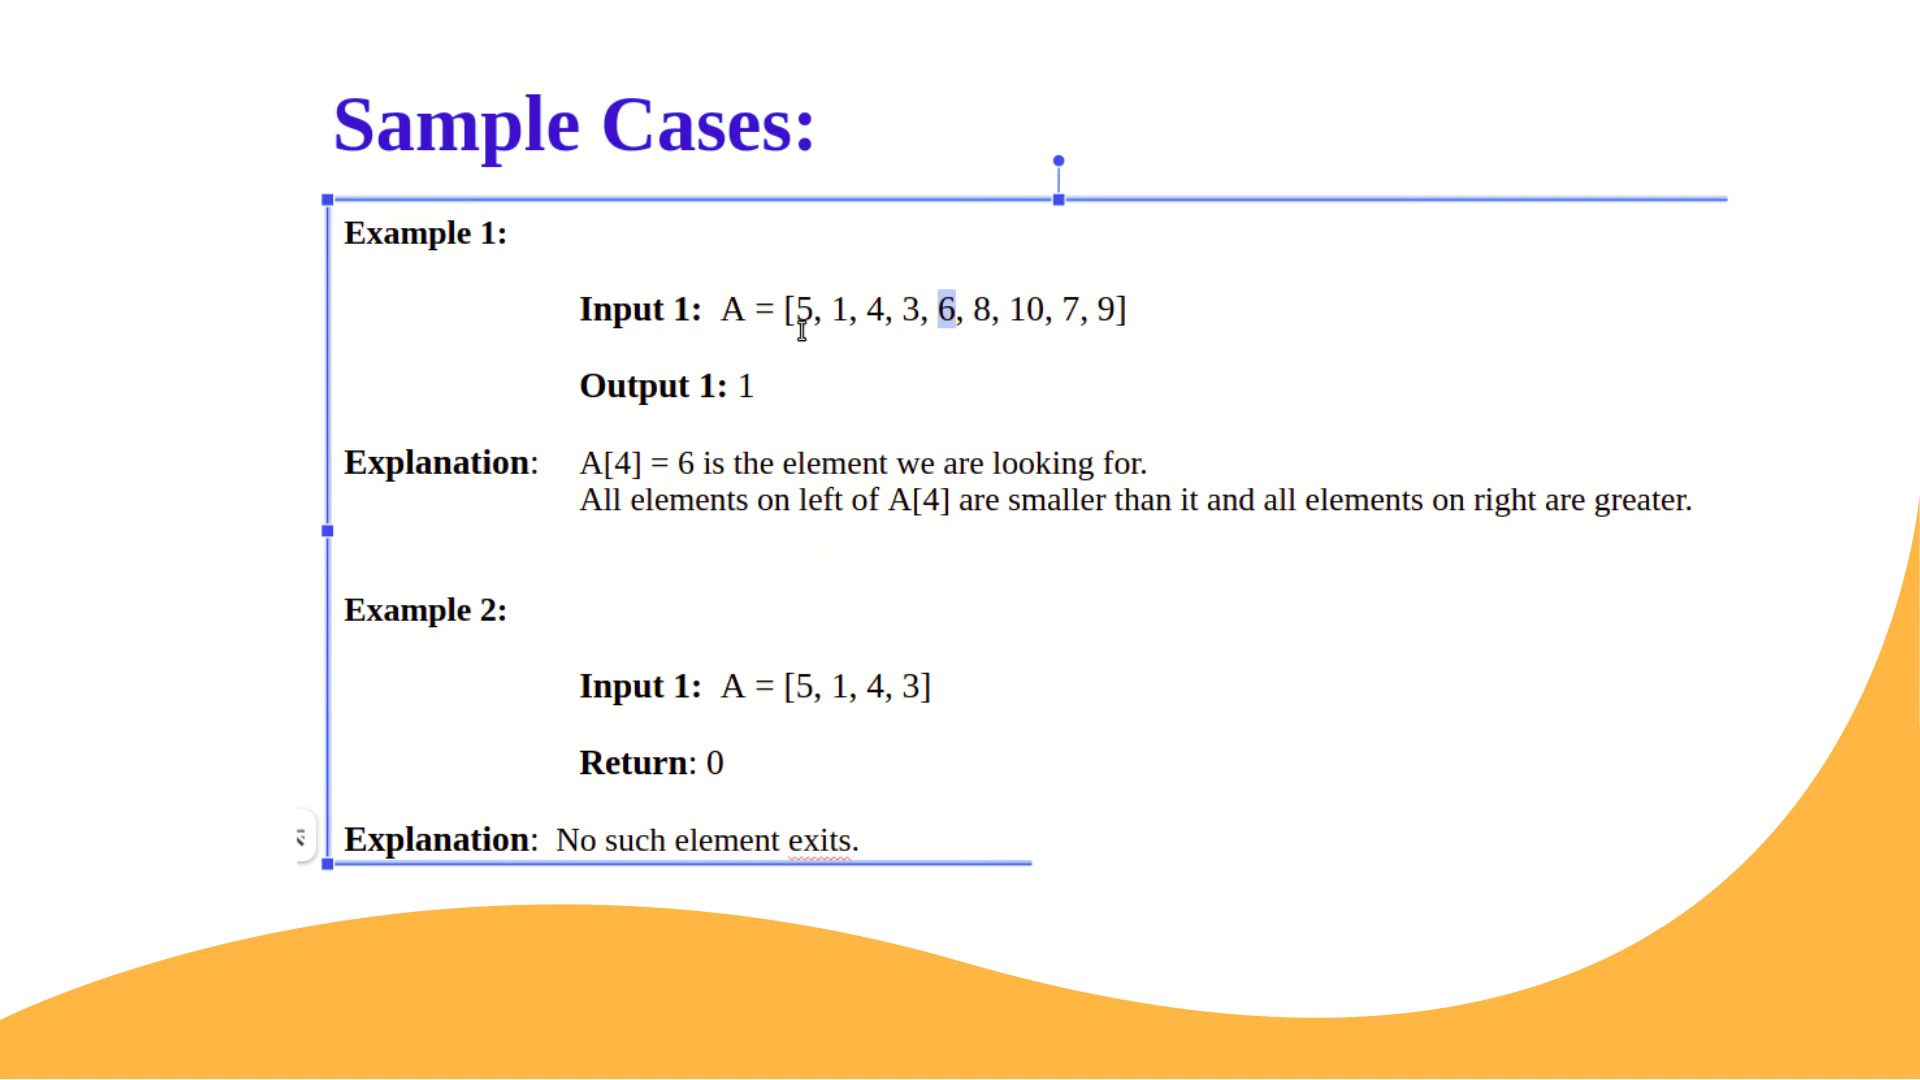 Sample Cases:
Example 1:
Input 1: A = [5, 1, 4, 3, 6, 8, 10, 7, 9]
Output 1: 1
Explanation: A[4] = 6 is the element we are looking for.
All elements on left of A[4] are smaller than it and all elements on right are greater.
Example 2:
Input 1: A = [5, 1, 4, 3]
Return: 0
Explanation: No such element exits.